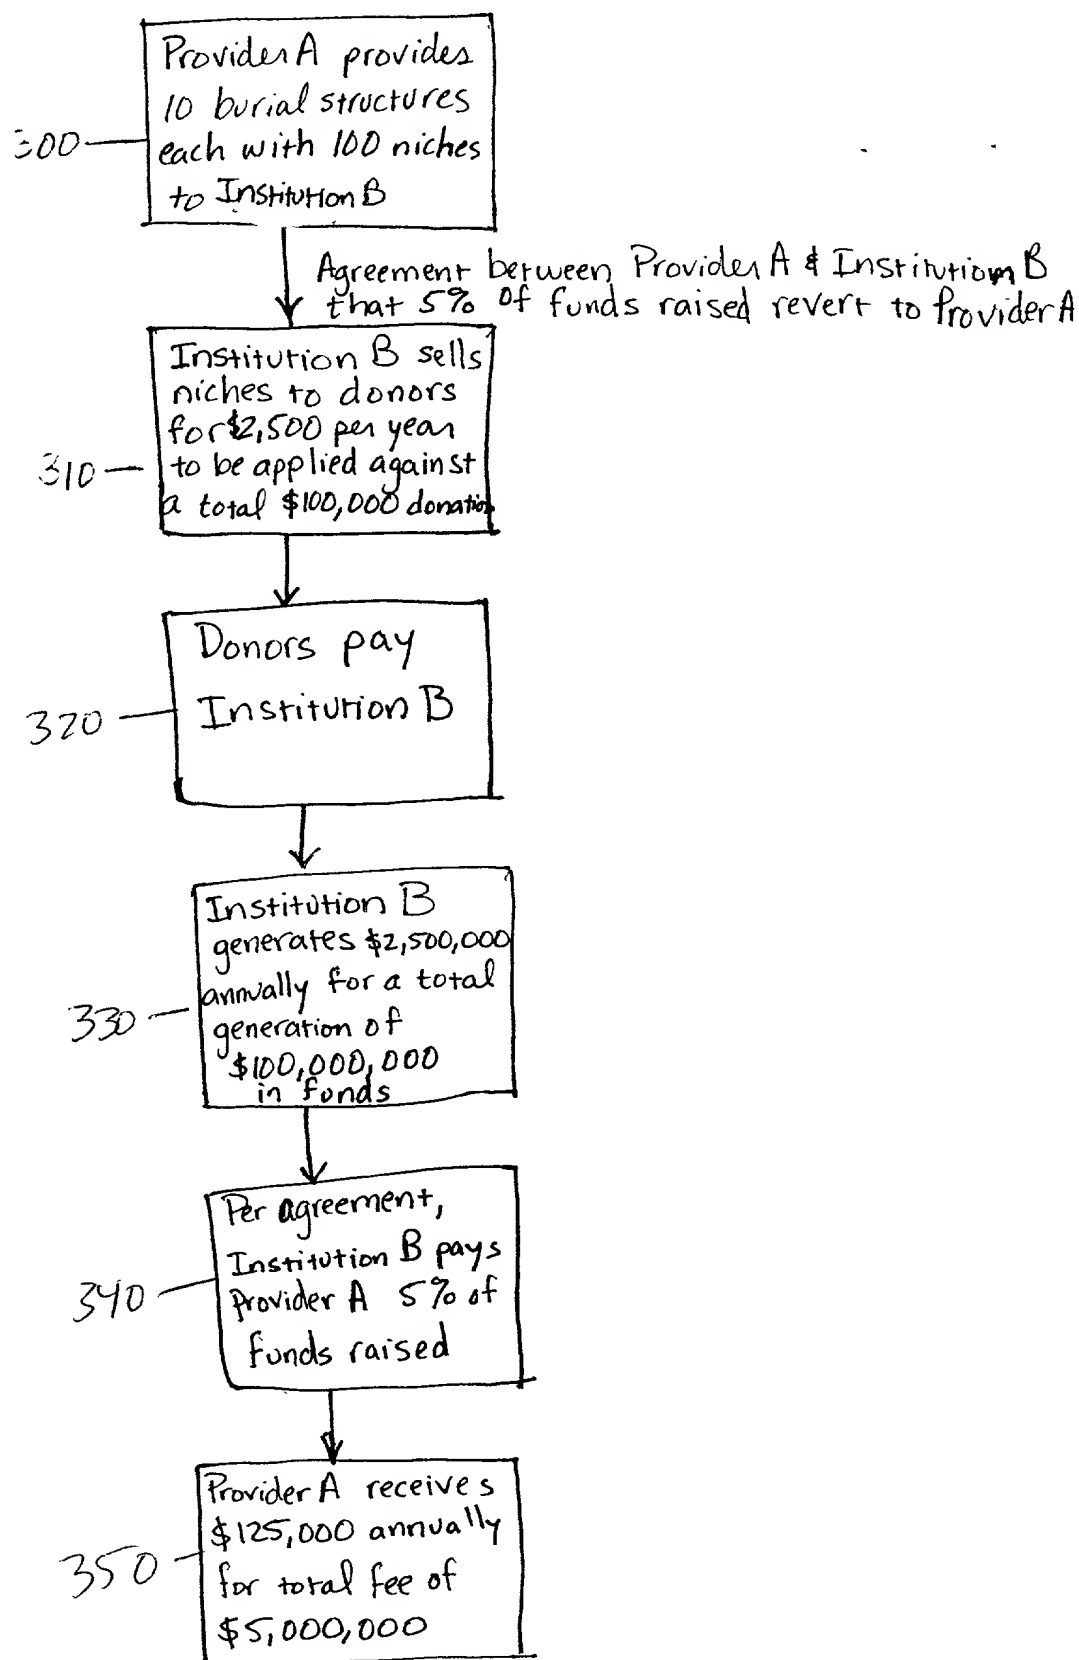 Provider A provides
10 burial structures
each with 100 niches
to Institution B
300
Agreement between Provider A & Institution B
that 5% of funds raised revert to Provider A
Institution B sells
niches to donors
for $2,500 per year
to be applied against
a total $100,000 donation
310
Donors pay
Institution B
320
Institution B
generates $2,500,000
annually for a total
generation of
$100,000,000
in funds
330
Per agreement,
Institution B pays
Provider A 5% of
funds raised
340
Provider A receives
$125,000 annually
for total fee of
$5,000,000
350